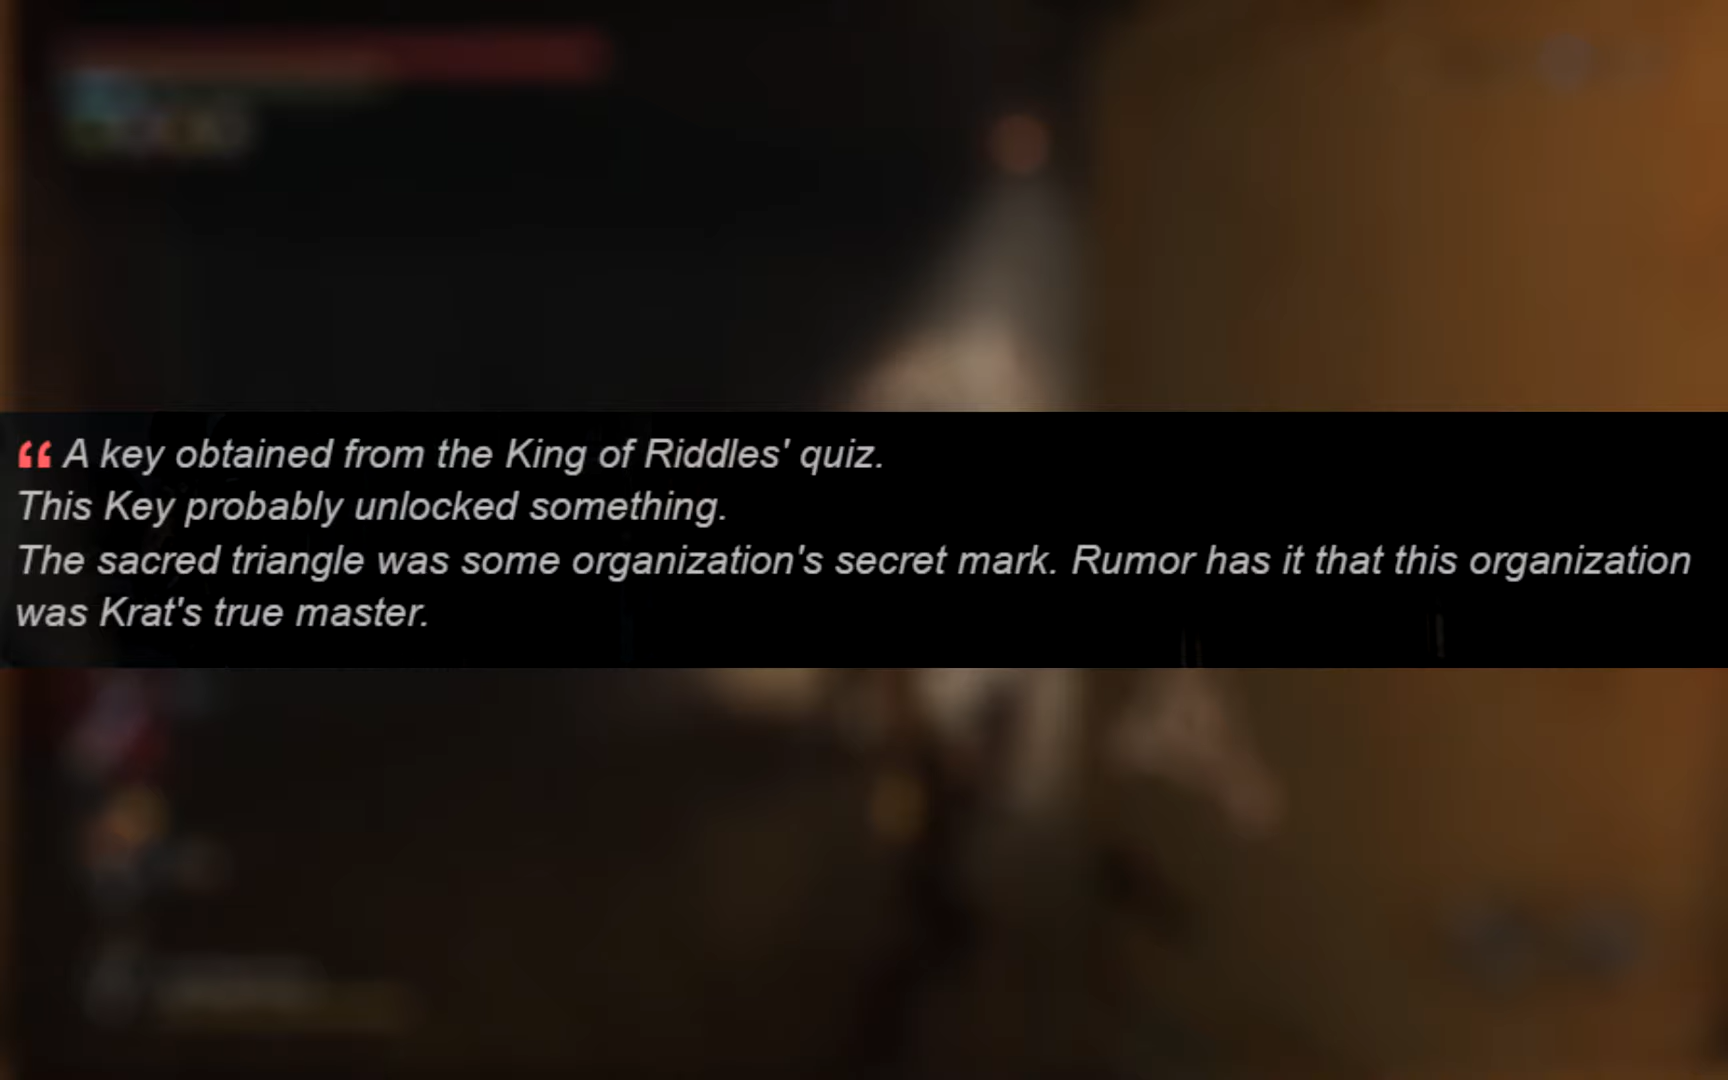 “ A key obtained from the King of Riddles' quiz.
This Key probably unlocked something.
The sacred triangle was some organization's secret mark. Rumor has it that this organization
was Krat's true master.